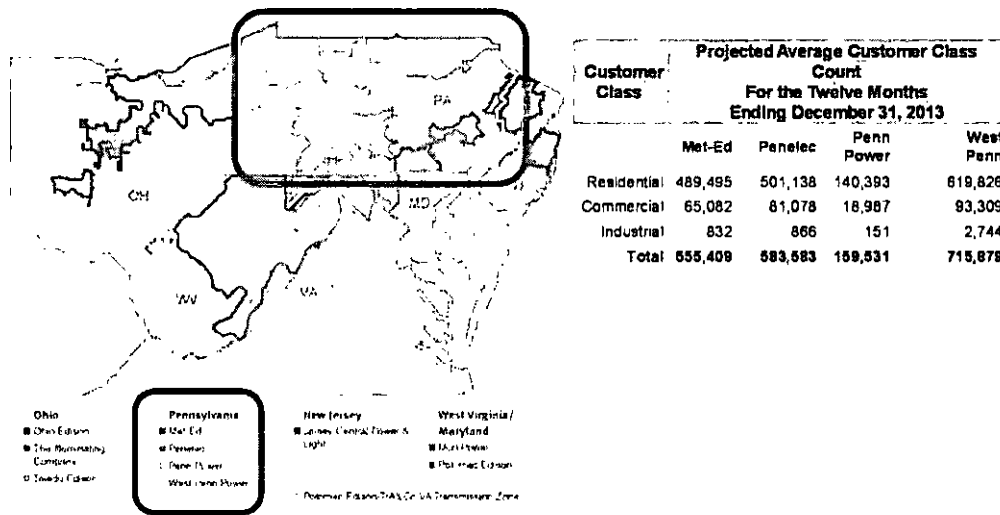 Customer Class
Projected Average Customer Class
Count
For the Twelve Months
Ending December 31, 2013
Met-Ed Penelec Penn Power West Penn
Residential 489,495 501,138 140,393 619,826
Commercial 65,082 81,078 18,987 93,309
Industrial 832 866 151 2,744
Total 555,409 583,583 159,531 715,879
PA
OH
MD
WV
VA
Ohio
Ohio Edison
The Illuminating
Company
Toledo Edison
Pennsylvania
Met-Ed
Penelec
Penn Power
West Penn Power
New Jersey
Jersey Central Power &
Light
West Virginia/
Maryland
Mon Power
Potomac Edison
VA Transmission Zone